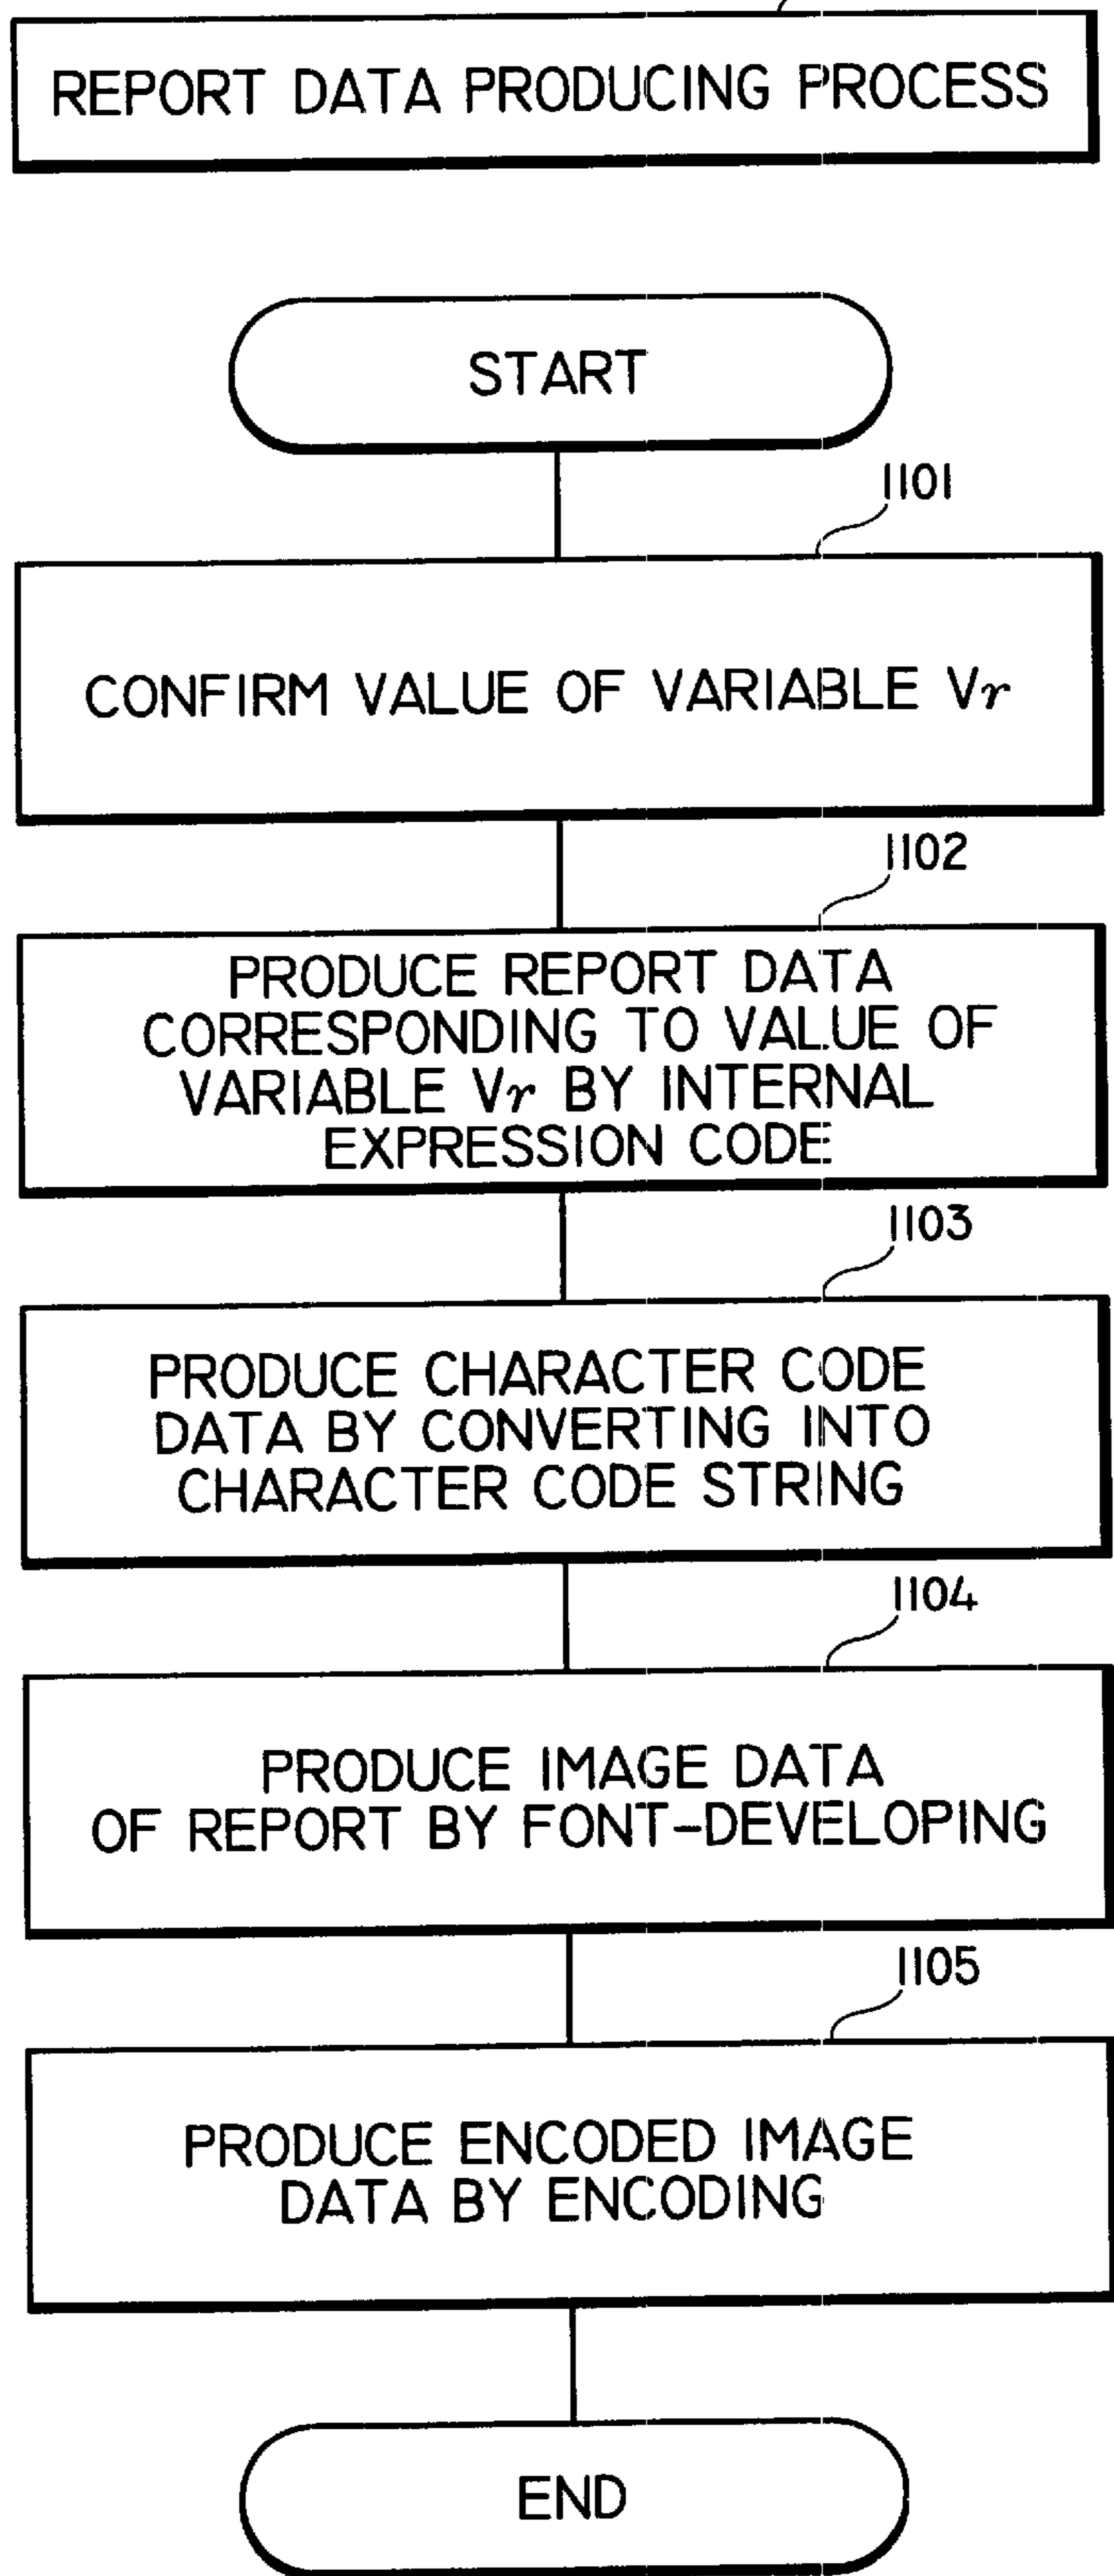 REPORT DATA PRODUCING PROCESS
START
1101
CONFIRM VALUE OF VARIABLE Vr
1102
PRODUCE REPORT DATA
CORRESPONDING TO VALUE OF
VARIABLE Vr BY INTERNAL
EXPRESSION CODE
1103
PRODUCE CHARACTER CODE
DATA BY CONVERTING INTO
CHARACTER CODE STRING
1104
PRODUCE IMAGE DATA
OF REPORT BY FONT-DEVELOPING
1105
PRODUCE ENCODED IMAGE
DATA BY ENCODING
END